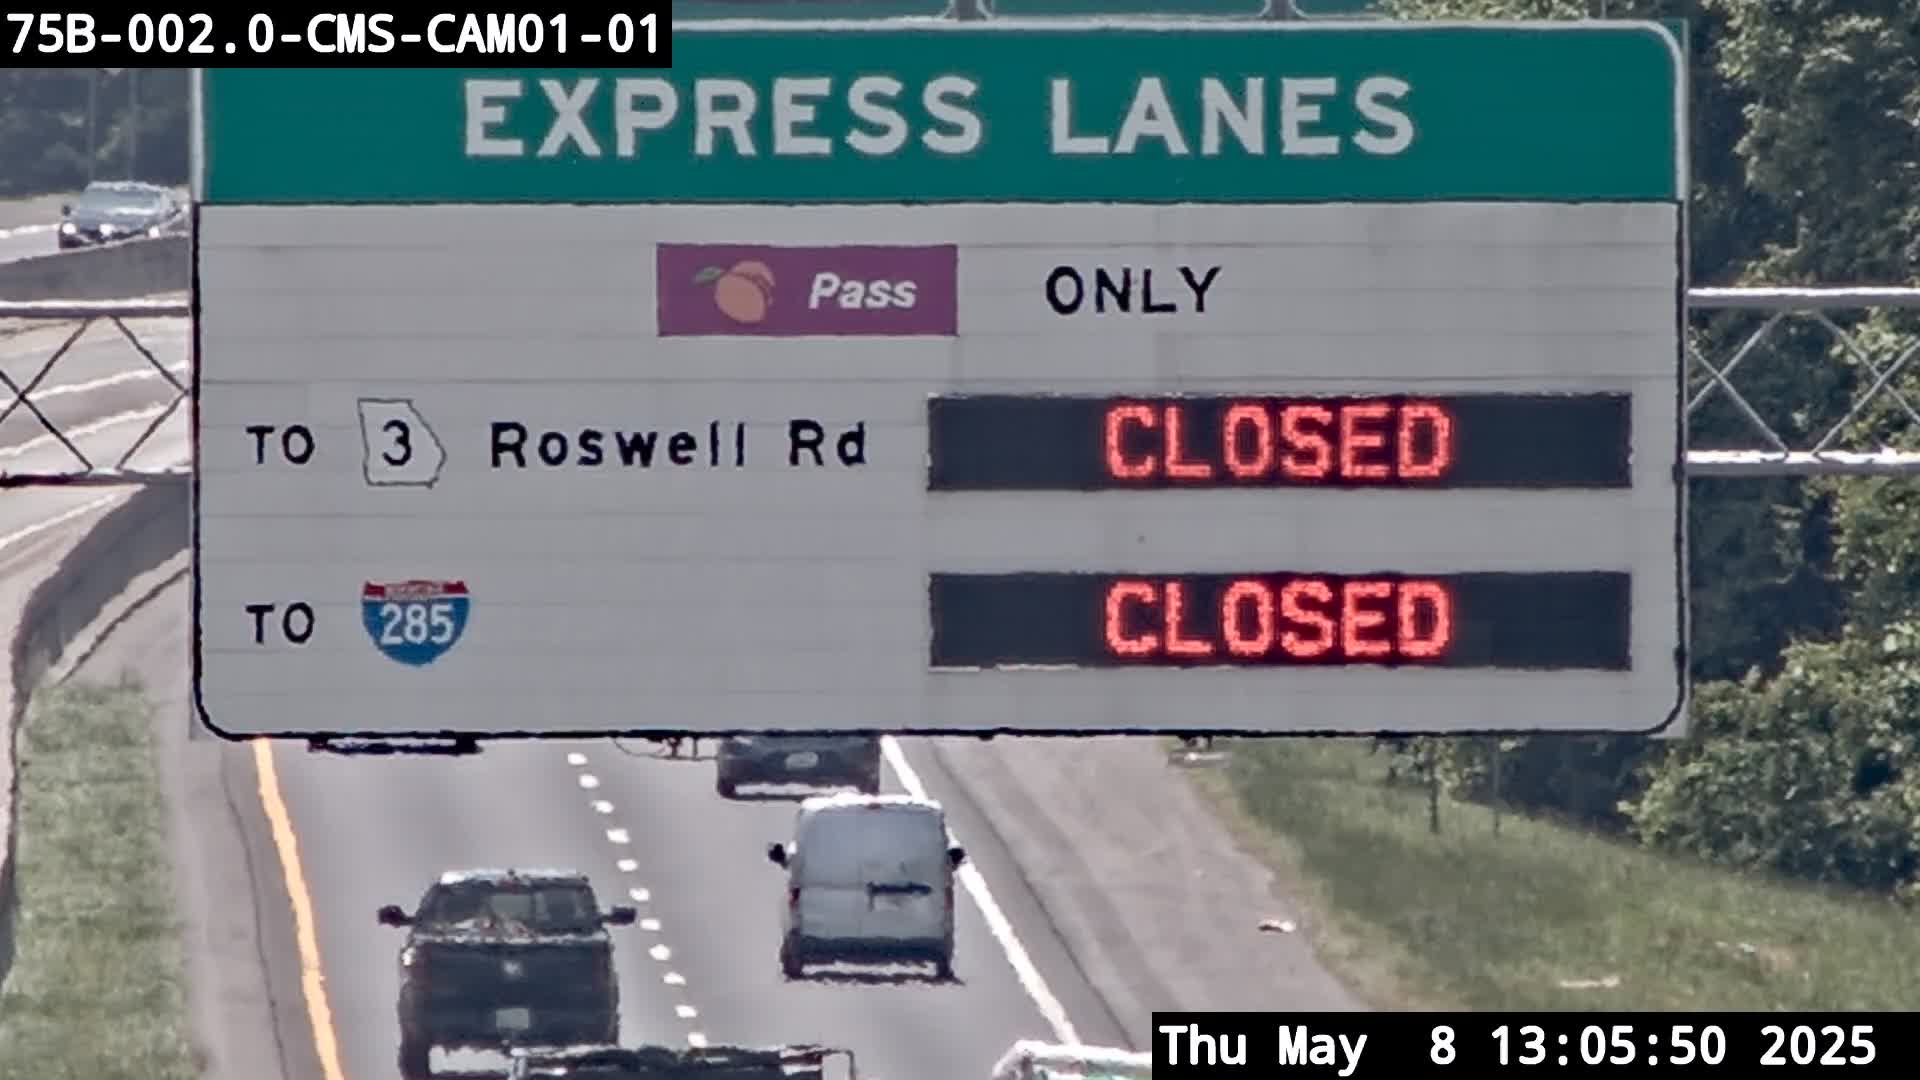 75B-002.0-CMS-CAM01-01
EXPRESS LANES
Pass ONLY
TO 3 Roswell Rd CLOSED
TO 285 CLOSED
Thu May 8 13:05:50 2025